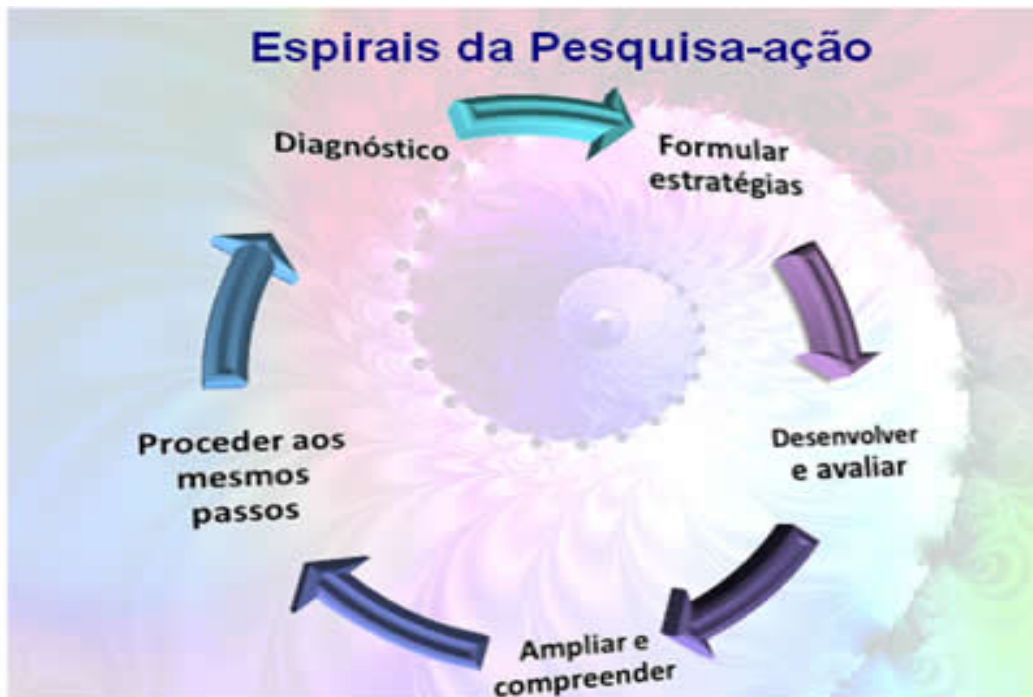 Espirais da Pesquisa-ação
Diagnóstico
Formular
estratégias
Desenvolver
e avaliar
Ampliar e
compreender
Proceder aos
mesmos
passos